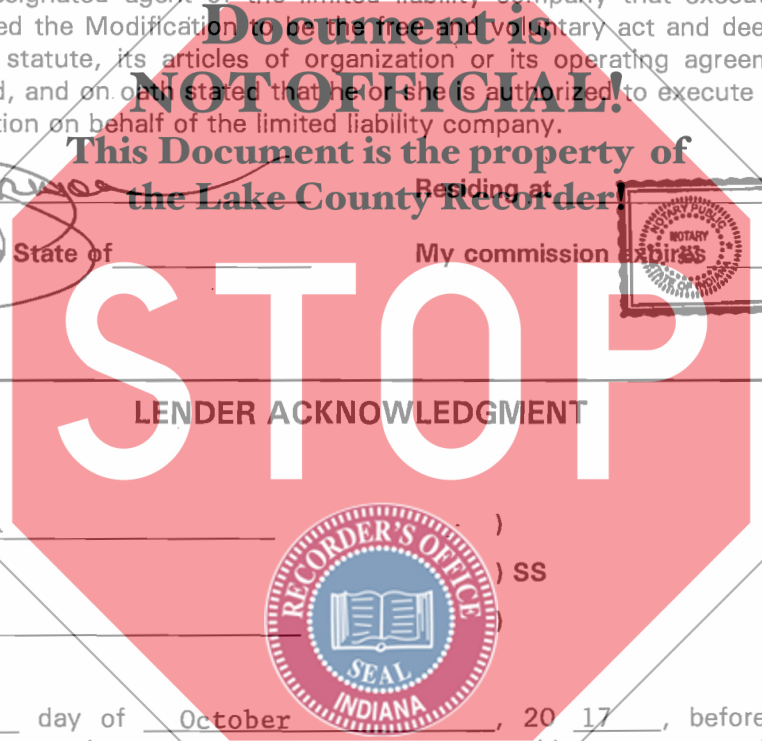 signated agent of the limited liability company that execut
ed the Modification to be the free and voluntary act and dee
statute, its articles of organization or its operating agreem
d, and on oath stated that he or she is authorized to execute
tion on behalf of the limited liability company.
Document is
NOT OFFICIAL!
This Document is the property of
the Lake County Recorder!
Residing at
State of
My commission expires
NOTARY PUBLIC
NOTARY
STATE OF INDIANA
STOP
LENDER ACKNOWLEDGMENT
)
) SS
)
RECORDER'S OFFICE
SEAL
INDIANA
day of October , 20 17 , before